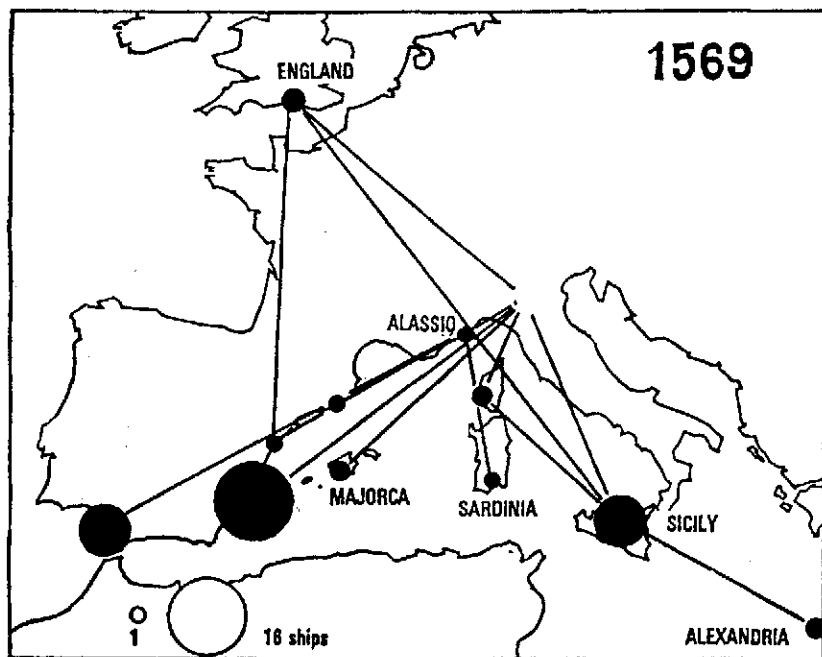 1569
ENGLAND
ALASSIO
MAJORCA
SARDINIA
SICILY
ALEXANDRIA
1
16 ships